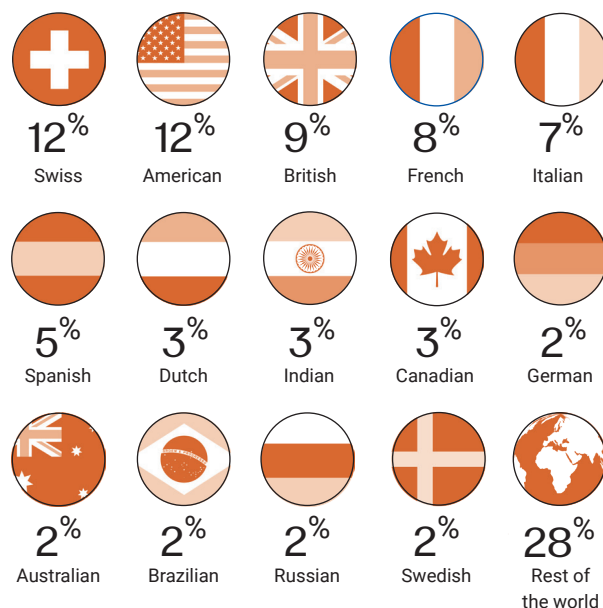 12% 12% 9% 8% 7%
Swiss American British French Italian
5% 3% 3% 3% 2%
Spanish Dutch Indian Canadian German
2% 2% 2% 2% 28%
Australian Brazilian Russian Swedish Rest of
the world